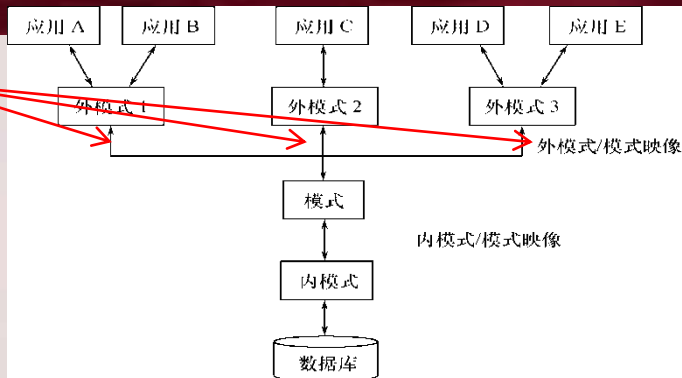 应用 A
应用 B
应用 C
应用 D
应用 E
外模式 1
外模式 2
外模式 3
外模式/模式映像
模式
内模式/模式映像
内模式
数据库